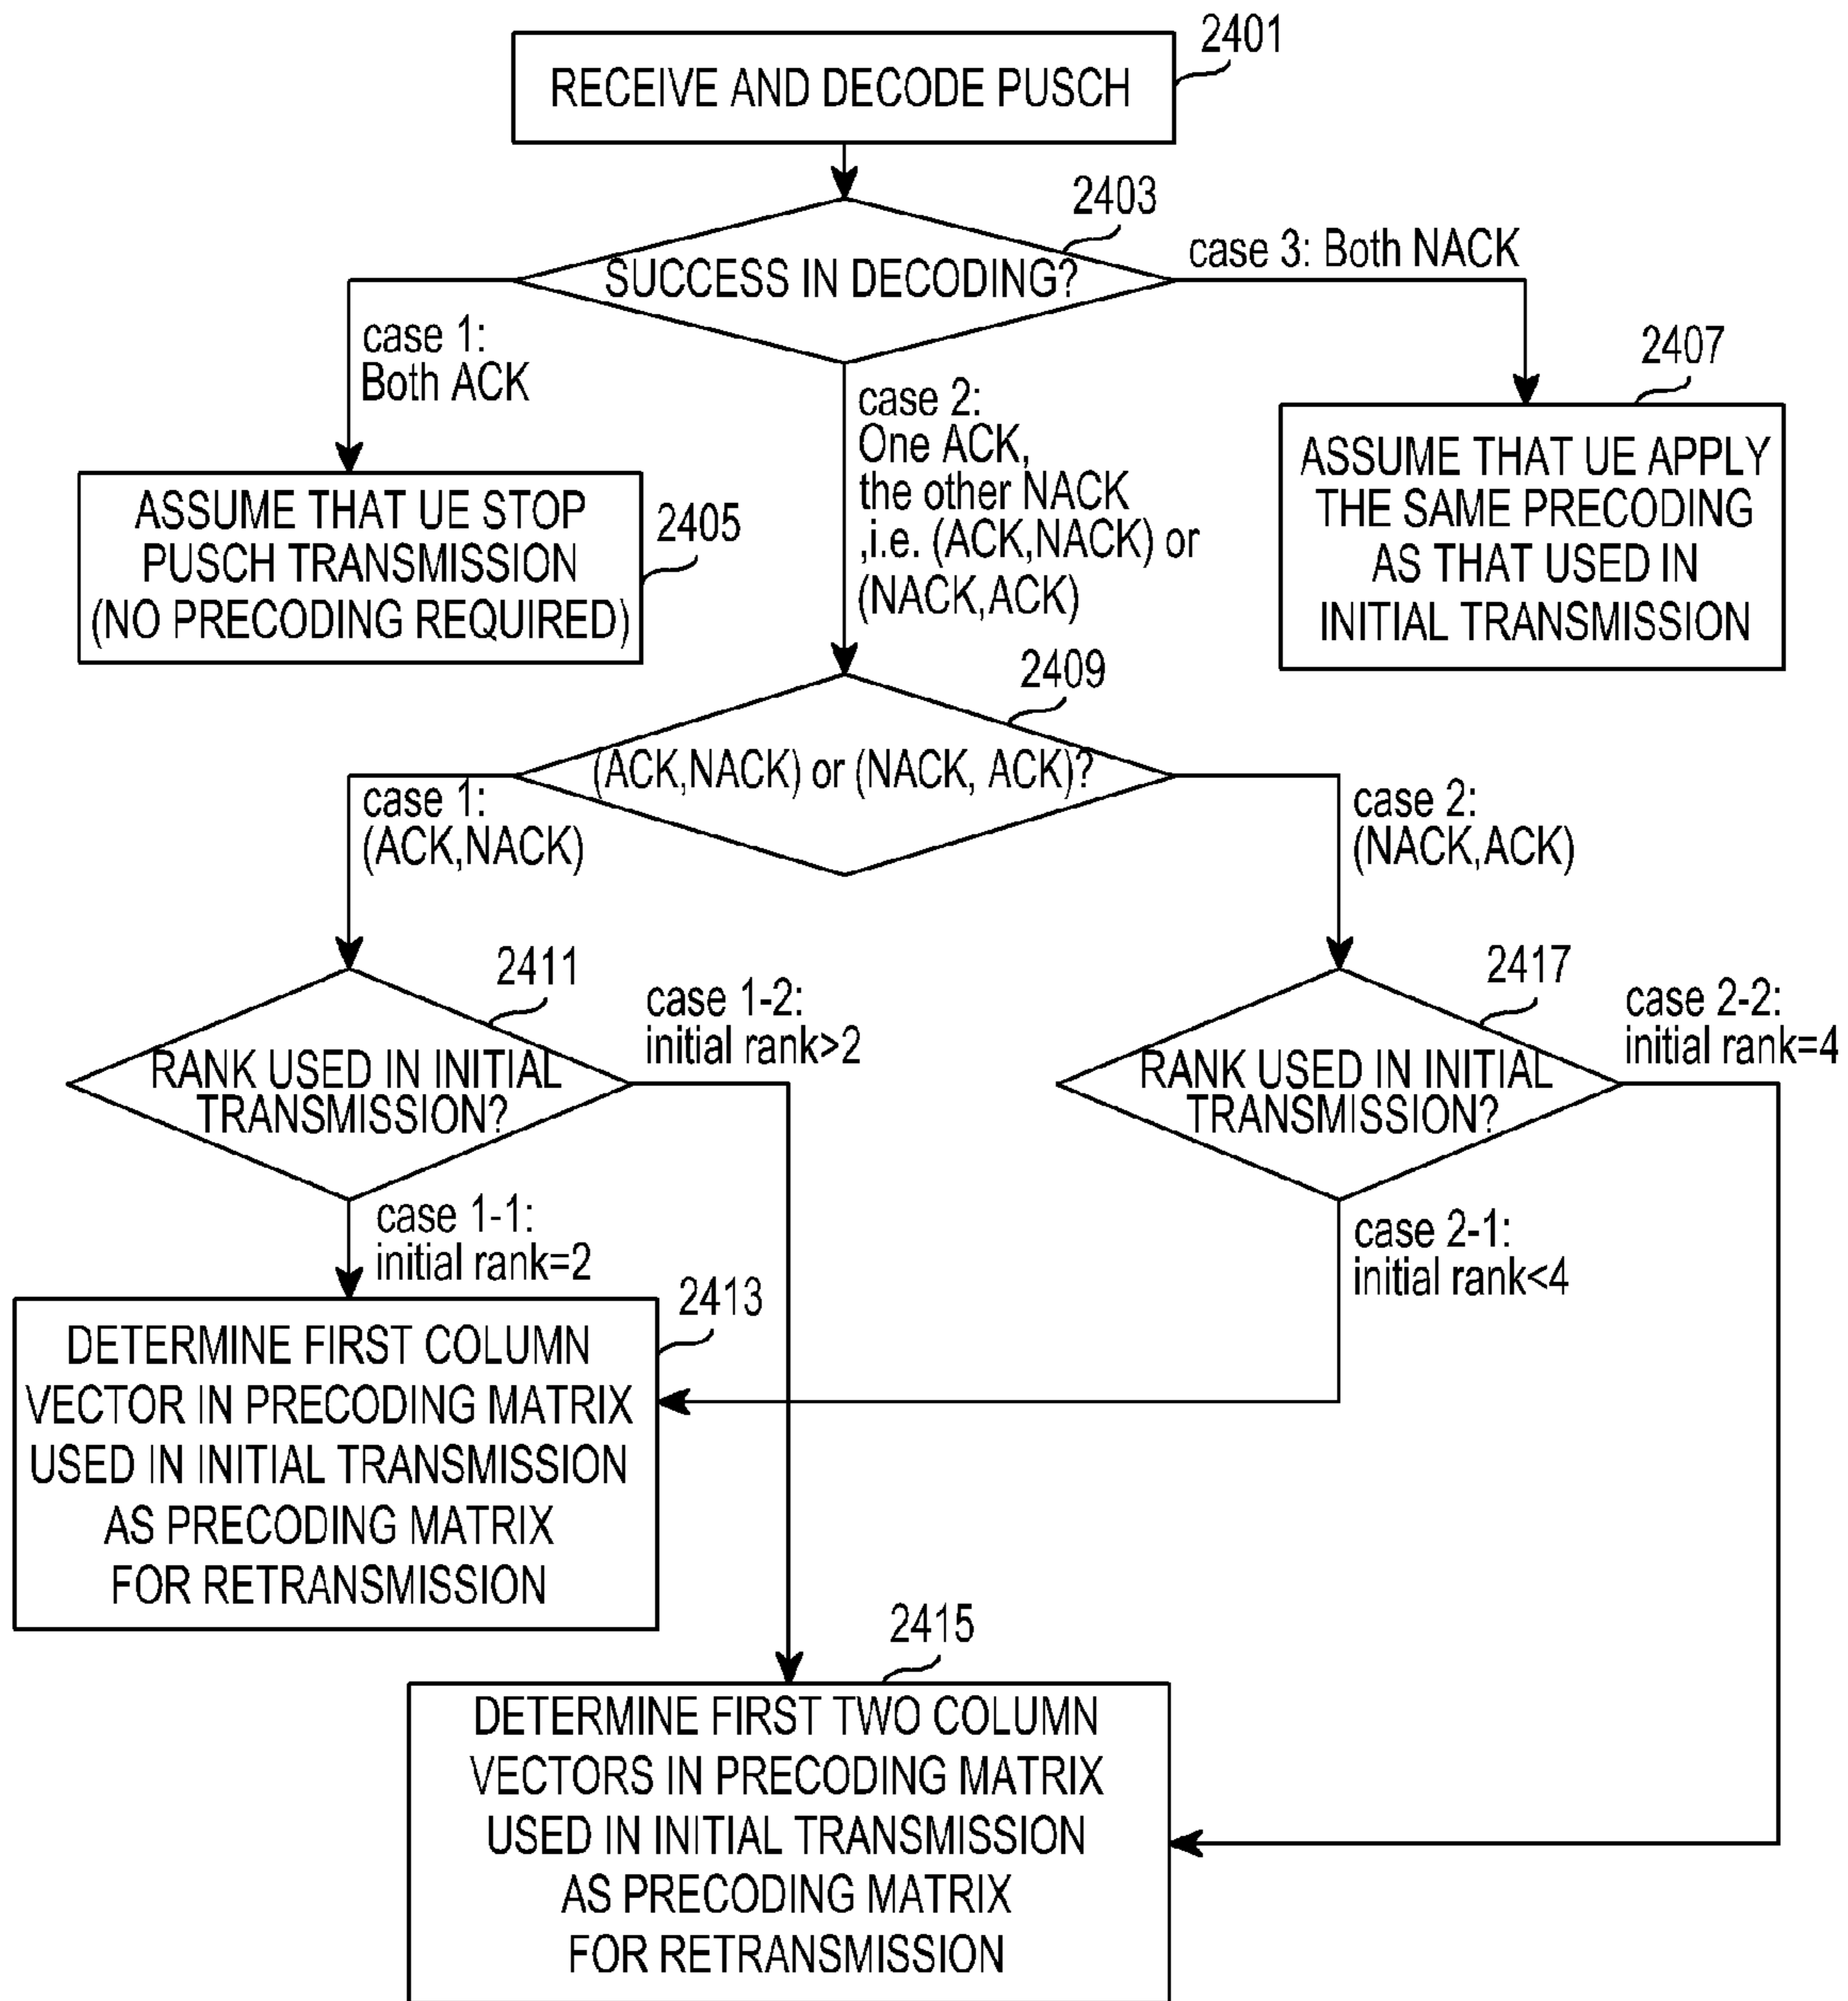 2401
RECEIVE AND DECODE PUSCH
2403
SUCCESS IN DECODING?
case 3: Both NACK
case 1:
Both ACK
2407
case 2:
One ACK,
the other NACK
,i.e. (ACK,NACK) or
(NACK,ACK)
ASSUME THAT UE APPLY
THE SAME PRECODING
AS THAT USED IN
INITIAL TRANSMISSION
ASSUME THAT UE STOP
PUSCH TRANSMISSION
(NO PRECODING REQUIRED)
2405
2409
(ACK,NACK) or (NACK, ACK)?
case 1:
(ACK,NACK)
case 2:
(NACK,ACK)
2411
RANK USED IN INITIAL
TRANSMISSION?
case 1-2:
initial rank>2
2417
RANK USED IN INITIAL
TRANSMISSION?
case 2-2:
initial rank=4
case 1-1:
initial rank=2
case 2-1:
initial rank<4
2413
DETERMINE FIRST COLUMN
VECTOR IN PRECODING MATRIX
USED IN INITIAL TRANSMISSION
AS PRECODING MATRIX
FOR RETRANSMISSION
2415
DETERMINE FIRST TWO COLUMN
VECTORS IN PRECODING MATRIX
USED IN INITIAL TRANSMISSION
AS PRECODING MATRIX
FOR RETRANSMISSION